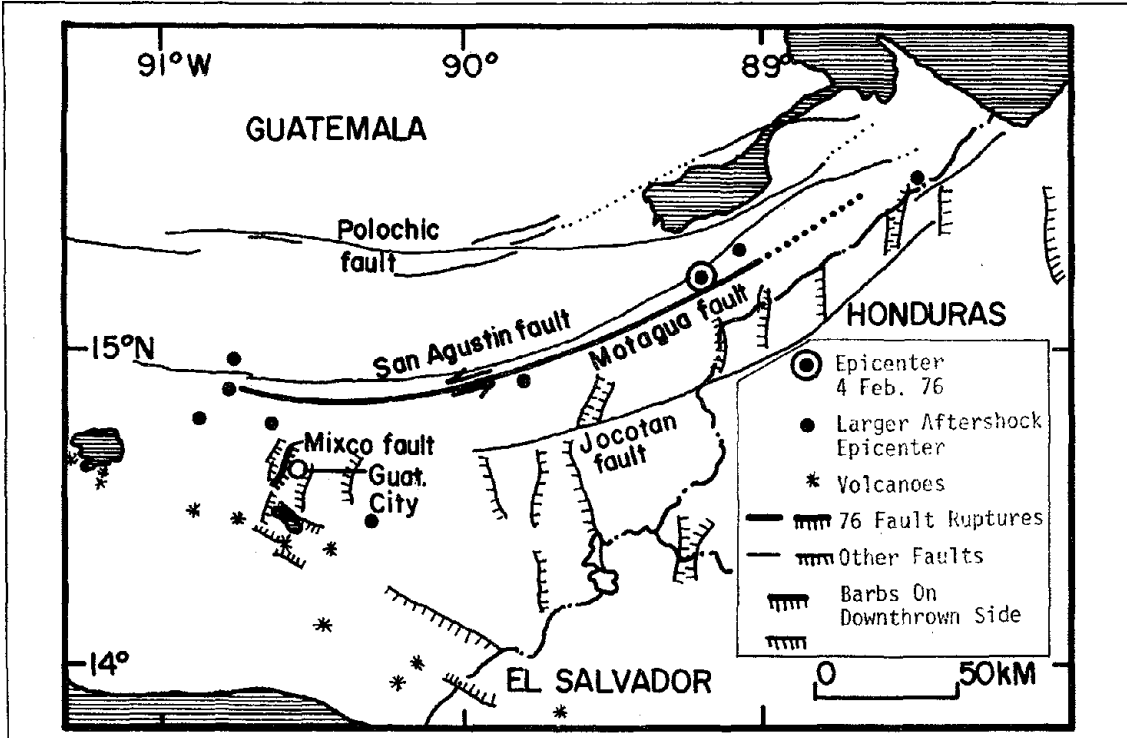 91°W
90°
89°
GUATEMALA
Polochic
fault
San Agustin fault
Motagua fault
15°N
HONDURAS
Mixco fault
Guat.
City
Jocotan
fault
Epicenter
4 Feb. 76
Larger Aftershock
Epicenter
Volcanoes
76 Fault Ruptures
Other Faults
Barbs On
Downthrown Side
14°
EL SALVADOR
0 50KM